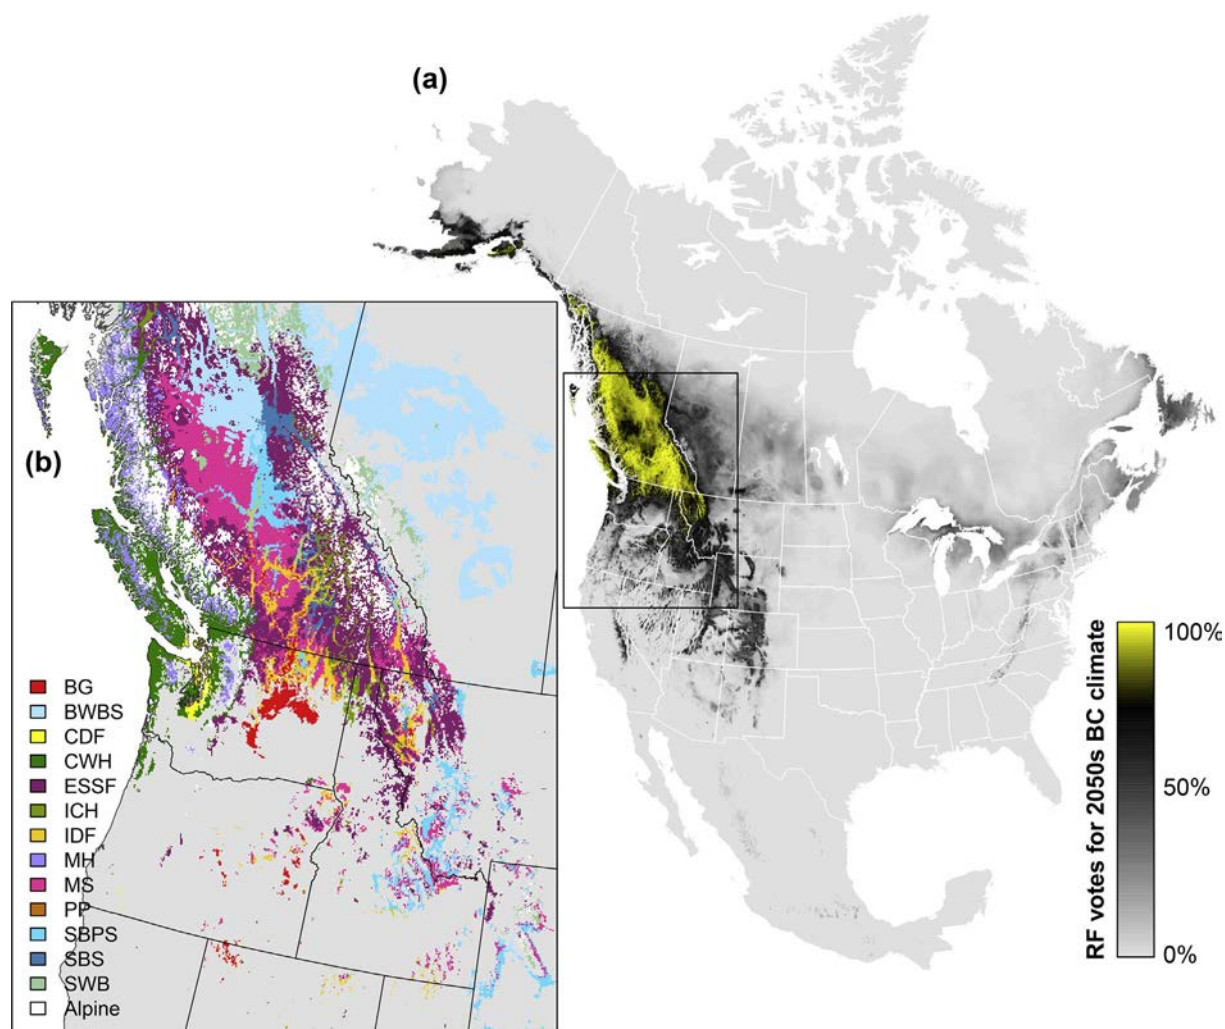 (a)
(b)
BG
BWBS
CDF
CWH
ESSF
ICH
IDF
MH
MS
PP
SBPS
SBS
SWB
Alpine
RF votes for 2050s BC climate
100%
50%
0%